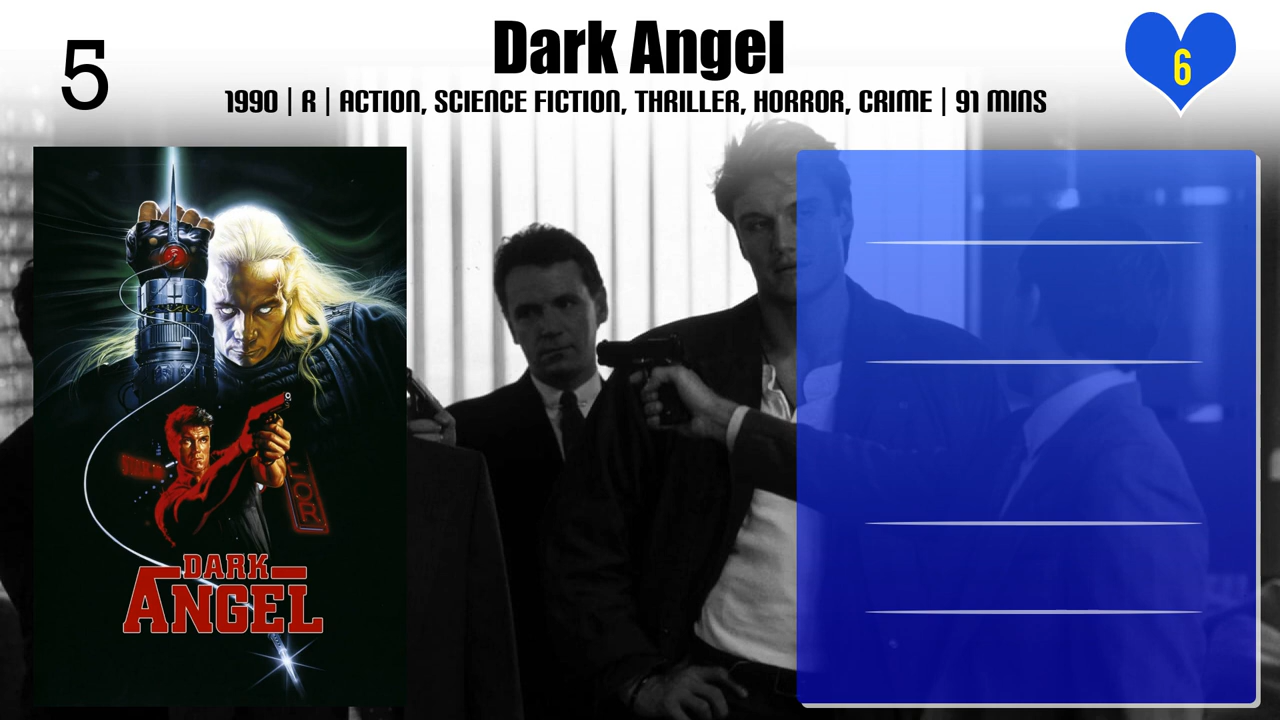 5
Dark Angel
6
1990 | R | ACTION, SCIENCE FICTION, THRILLER, HORROR, CRIME | 91 MINS
DARK
ANGEL